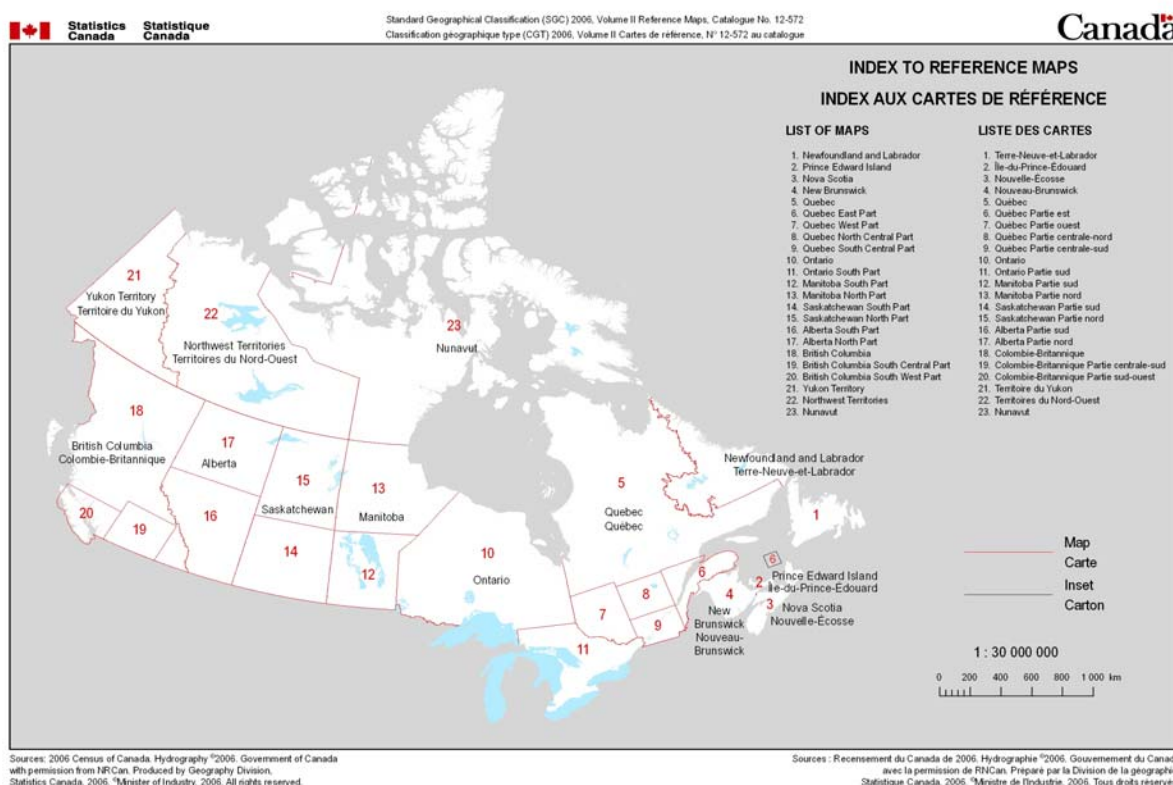 Statistics Statistique
Canada Canada
Standard Geographical Classification (SGC) 2006, Volume II Reference Maps, Catalogue No. 12-572
Classification géographique type (CGT) 2006, Volume II Cartes de référence, N° 12-572 au catalogue
Canada
INDEX TO REFERENCE MAPS
INDEX AUX CARTES DE RÉFÉRENCE
LIST OF MAPS
1. Newfoundland and Labrador
2. Prince Edward Island
3. Nova Scotia
4. New Brunswick
5. Quebec
6. Quebec East Part
7. Quebec West Part
8. Quebec North Central Part
9. Quebec South Central Part
10. Ontario
11. Ontario South Part
12. Manitoba South Part
13. Manitoba North Part
14. Saskatchewan South Part
15. Saskatchewan North Part
16. Alberta South Part
17. Alberta North Part
18. British Columbia
19. British Columbia South Central Part
20. British Columbia South West Part
21. Yukon Territory
22. Northwest Territories
23. Nunavut
LISTE DES CARTES
1. Terre-Neuve-et-Labrador
2. Île-du-Prince-Édouard
3. Nouvelle-Écosse
4. Nouveau-Brunswick
5. Québec
6. Québec Partie est
7. Québec Partie ouest
8. Québec Partie centrale-nord
9. Québec Partie centrale-sud
10. Ontario
11. Ontario Partie sud
12. Manitoba Partie sud
13. Manitoba Partie nord
14. Saskatchewan Partie sud
15. Saskatchewan Partie nord
16. Alberta Partie sud
17. Alberta Partie nord
18. Colombie-Britannique
19. Colombie-Britannique Partie centrale-sud
20. Colombie-Britannique Partie sud-ouest
21. Territoire du Yukon
22. Territoires du Nord-Ouest
23. Nunavut
21
Yukon Territory
Territoire du Yukon
22
Northwest Territories
Territoires du Nord-Ouest
23
Nunavut
18
British Columbia
Colombie-Britannique
17
Alberta
15
Saskatchewan
13
Manitoba
20
19
16
14
12
10
Ontario
5
Quebec
Québec
Newfoundland and Labrador
Terre-Neuve-et-Labrador
1
6
6
2
Prince Edward Island
Île-du-Prince-Édouard
8
7
9
11
4
New
Brunswick
Nouveau-
Brunswick
3
Nova Scotia
Nouvelle-Écosse
Map
Carte
Inset
Carton
1 : 30 000 000
0 200 400 600 800 1 000 km
Sources: 2006 Census of Canada. Hydrography ©2006. Government of Canada
with permission from NRCan. Produced by Geography Division,
Statistics Canada, 2006. ©Minister of Industry, 2006. All rights reserved.
Sources : Recensement du Canada de 2006. Hydrographie ©2006. Gouvernement du Canad
avec la permission de RNCan. Préparé par la Division de la géographie
Statistique Canada, 2006. ©Ministre de l'Industrie, 2006. Tous droits réservé